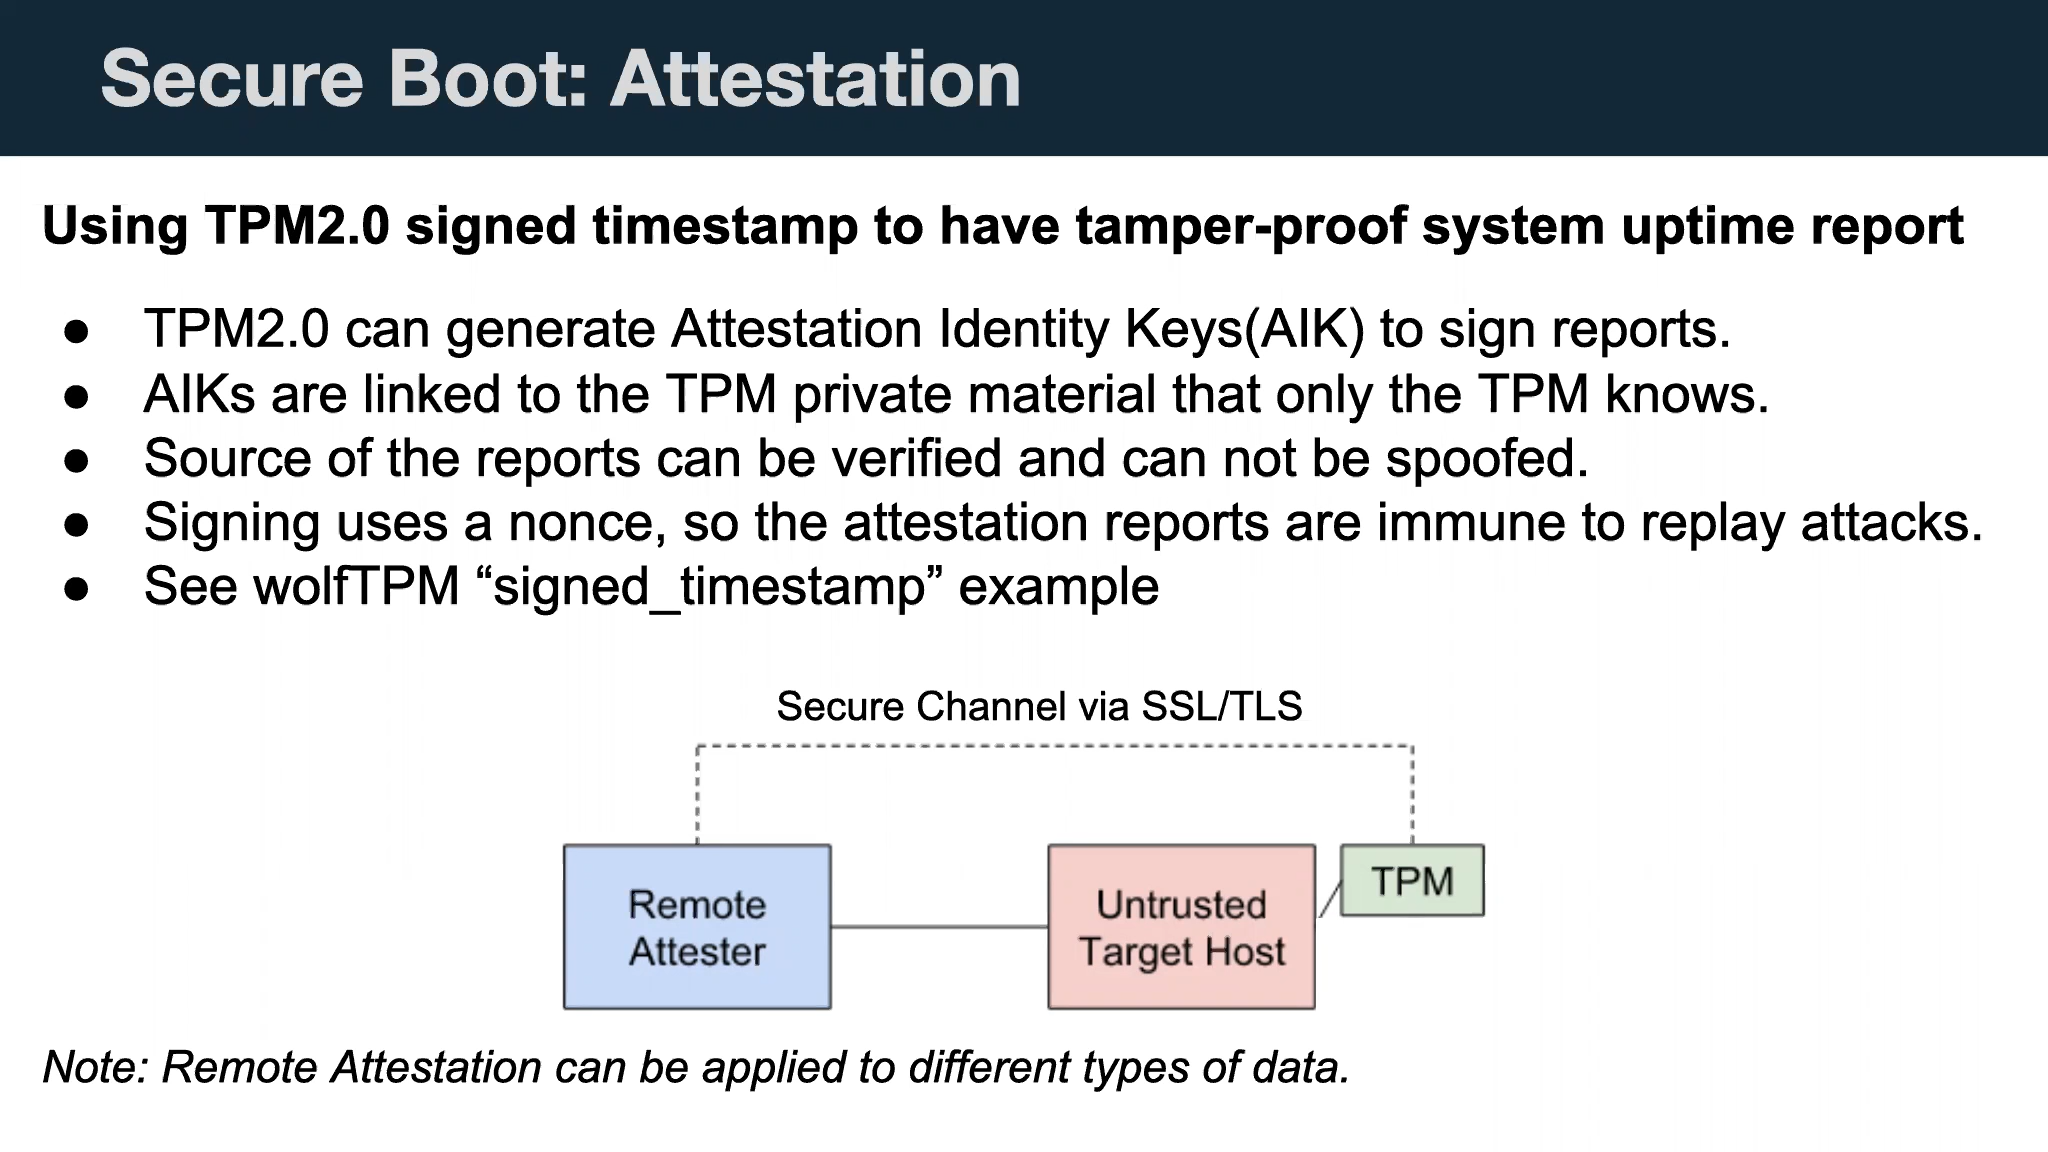 Secure Boot: Attestation
Using TPM2.0 signed timestamp to have tamper-proof system uptime report
● TPM2.0 can generate Attestation Identity Keys(AIK) to sign reports.
● AIKs are linked to the TPM private material that only the TPM knows.
● Source of the reports can be verified and can not be spoofed.
● Signing uses a nonce, so the attestation reports are immune to replay attacks.
● See wolfTPM “signed_timestamp” example
Secure Channel via SSL/TLS
Remote
Attester
Untrusted
Target Host
TPM
Note: Remote Attestation can be applied to different types of data.